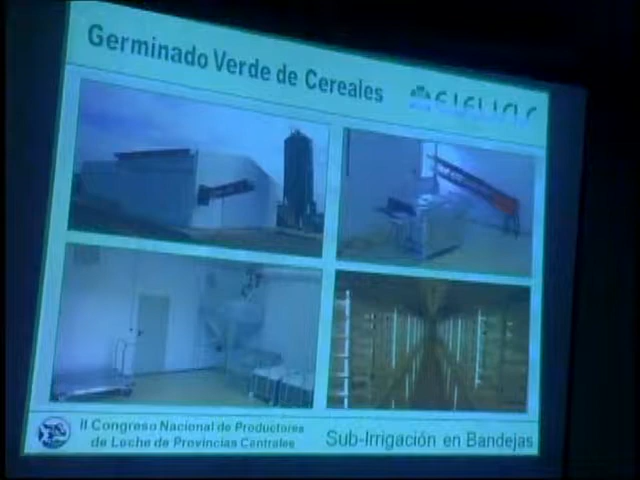 Germinado Verde de Cereales
II Congreso Nacional de Productores
de Leche de Provincias Centrales
Sub-Irrigación en Bandejas